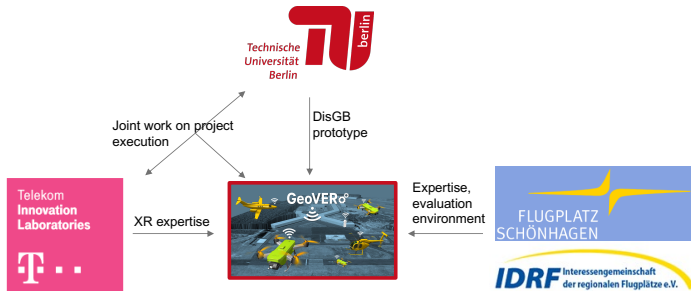 Technische
Universität
Berlin
berlin
Joint work on project
execution
DisGB
prototype
Telekom
Innovation
Laboratories
T
XR expertise
GeoVERo
Expertise,
evaluation
environment
FLUGPLATZ
SCHÖNHAGEN
IDRF Interessengemeinschaft
der regionalen Flugplätze e.V.